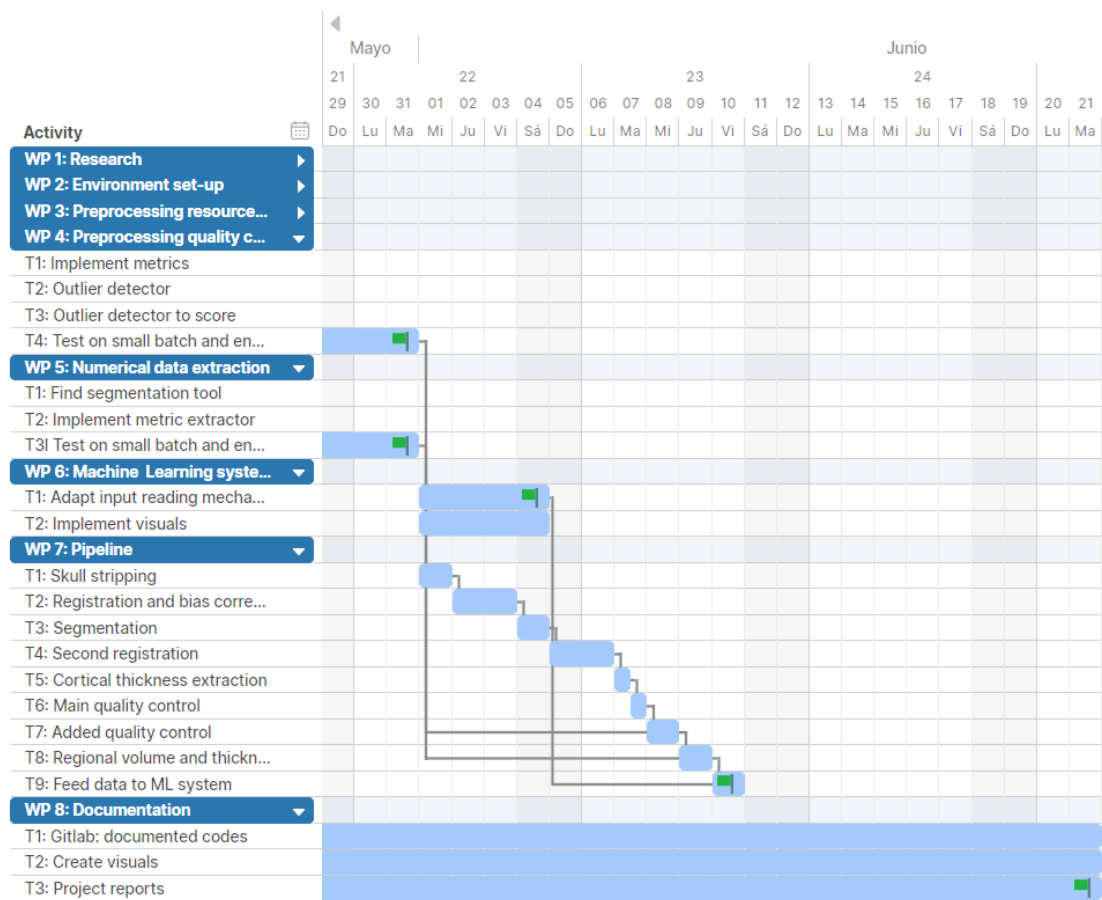 Mayo Junio
21 22 23 24
29 30 31 01 02 03 04 05 06 07 08 09 10 11 12 13 14 15 16 17 18 19 20 21
Activity Do Lu Ma Mi Ju Vi Sá Do Lu Ma Mi Ju Vi Sá Do Lu Ma Mi Ju Vi Sá Do Lu Ma
WP 1: Research
WP 2: Environment set-up
WP 3: Preprocessing resource...
WP 4: Preprocessing quality c...
T1: Implement metrics
T2: Outlier detector
T3: Outlier detector to score
T4: Test on small batch and en...
WP 5: Numerical data extraction
T1: Find segmentation tool
T2: Implement metric extractor
T3I Test on small batch and en...
WP 6: Machine Learning syste...
T1: Adapt input reading mecha...
T2: Implement visuals
WP 7: Pipeline
T1: Skull stripping
T2: Registration and bias corre...
T3: Segmentation
T4: Second registration
T5: Cortical thickness extraction
T6: Main quality control
T7: Added quality control
T8: Regional volume and thickn...
T9: Feed data to ML system
WP 8: Documentation
T1: Gitlab: documented codes
T2: Create visuals
T3: Project reports